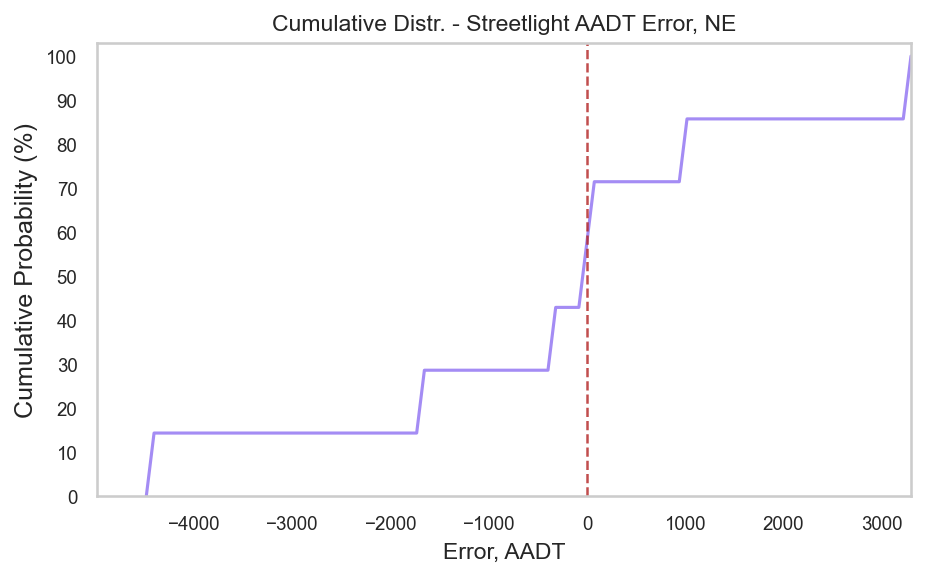 Cumulative Distr. - Streetlight AADT Error, NE
Cumulative Probability (%)
100
90
80
70
60
50
40
30
20
10
0
−4000 −3000 −2000 −1000 0 1000 2000 3000
Error, AADT